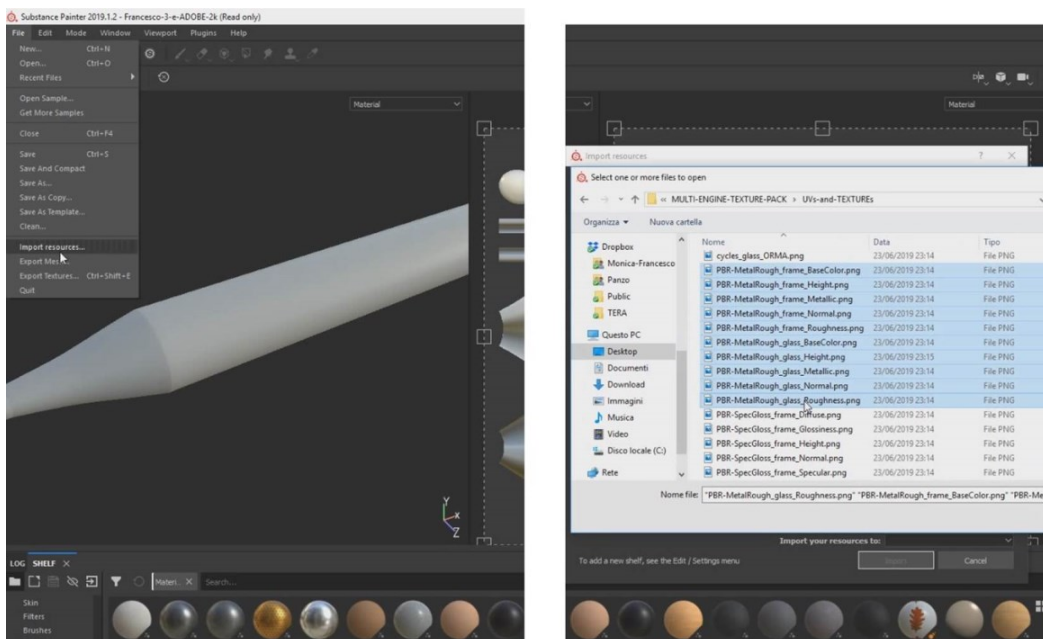 Substance Painter 2019.1.2 - Francesco-3-e-ADOBE-2k (Read only)
File Edit Mode Window Viewport Plugins Help
New... Ctrl+N
Open... Ctrl+O
Recent Files
Open Sample...
Get More Samples
Close Ctrl+F4
Save Ctrl+S
Save And Compact
Save As...
Save As Copy...
Save As Template...
Clean...
Import resources...
Export Mesh...
Export Textures... Ctrl+Shift+E
Quit
Material
Y
X
Z
LOG SHELF
Materi... Search...
Skin
Filters
Brushes
Material
Import resources
Select one or more files to open
« MULTI-ENGINE-TEXTURE-PACK > UVs-and-TEXTUREs
Organizza Nuova cartella
Dropbox
Monica-Francesco
Panzo
Public
TERA
Questo PC
Desktop
Documenti
Download
Immagini
Musica
Video
Disco locale (C:)
Rete
Nome Data Tipo
cycles_glass_ORMA.png 23/06/2019 23:14 File PNG
PBR-MetalRough_frame_BaseColor.png 23/06/2019 23:14 File PNG
PBR-MetalRough_frame_Height.png 23/06/2019 23:14 File PNG
PBR-MetalRough_frame_Metallic.png 23/06/2019 23:14 File PNG
PBR-MetalRough_frame_Normal.png 23/06/2019 23:14 File PNG
PBR-MetalRough_frame_Roughness.png 23/06/2019 23:14 File PNG
PBR-MetalRough_glass_BaseColor.png 23/06/2019 23:14 File PNG
PBR-MetalRough_glass_Height.png 23/06/2019 23:15 File PNG
PBR-MetalRough_glass_Metallic.png 23/06/2019 23:14 File PNG
PBR-MetalRough_glass_Normal.png 23/06/2019 23:14 File PNG
PBR-MetalRough_glass_Roughness.png 23/06/2019 23:14 File PNG
PBR-SpecGloss_frame_Diffuse.png 23/06/2019 23:14 File PNG
PBR-SpecGloss_frame_Glossiness.png 23/06/2019 23:14 File PNG
PBR-SpecGloss_frame_Height.png 23/06/2019 23:14 File PNG
PBR-SpecGloss_frame_Normal.png 23/06/2019 23:14 File PNG
PBR-SpecGloss_frame_Specular.png 23/06/2019 23:14 File PNG
Nome file: "PBR-MetalRough_glass_Roughness.png" "PBR-MetalRough_frame_BaseColor.png" "PBR-Me
Import your resources to:
To add a new shelf, see the Edit / Settings menu
Import Cancel